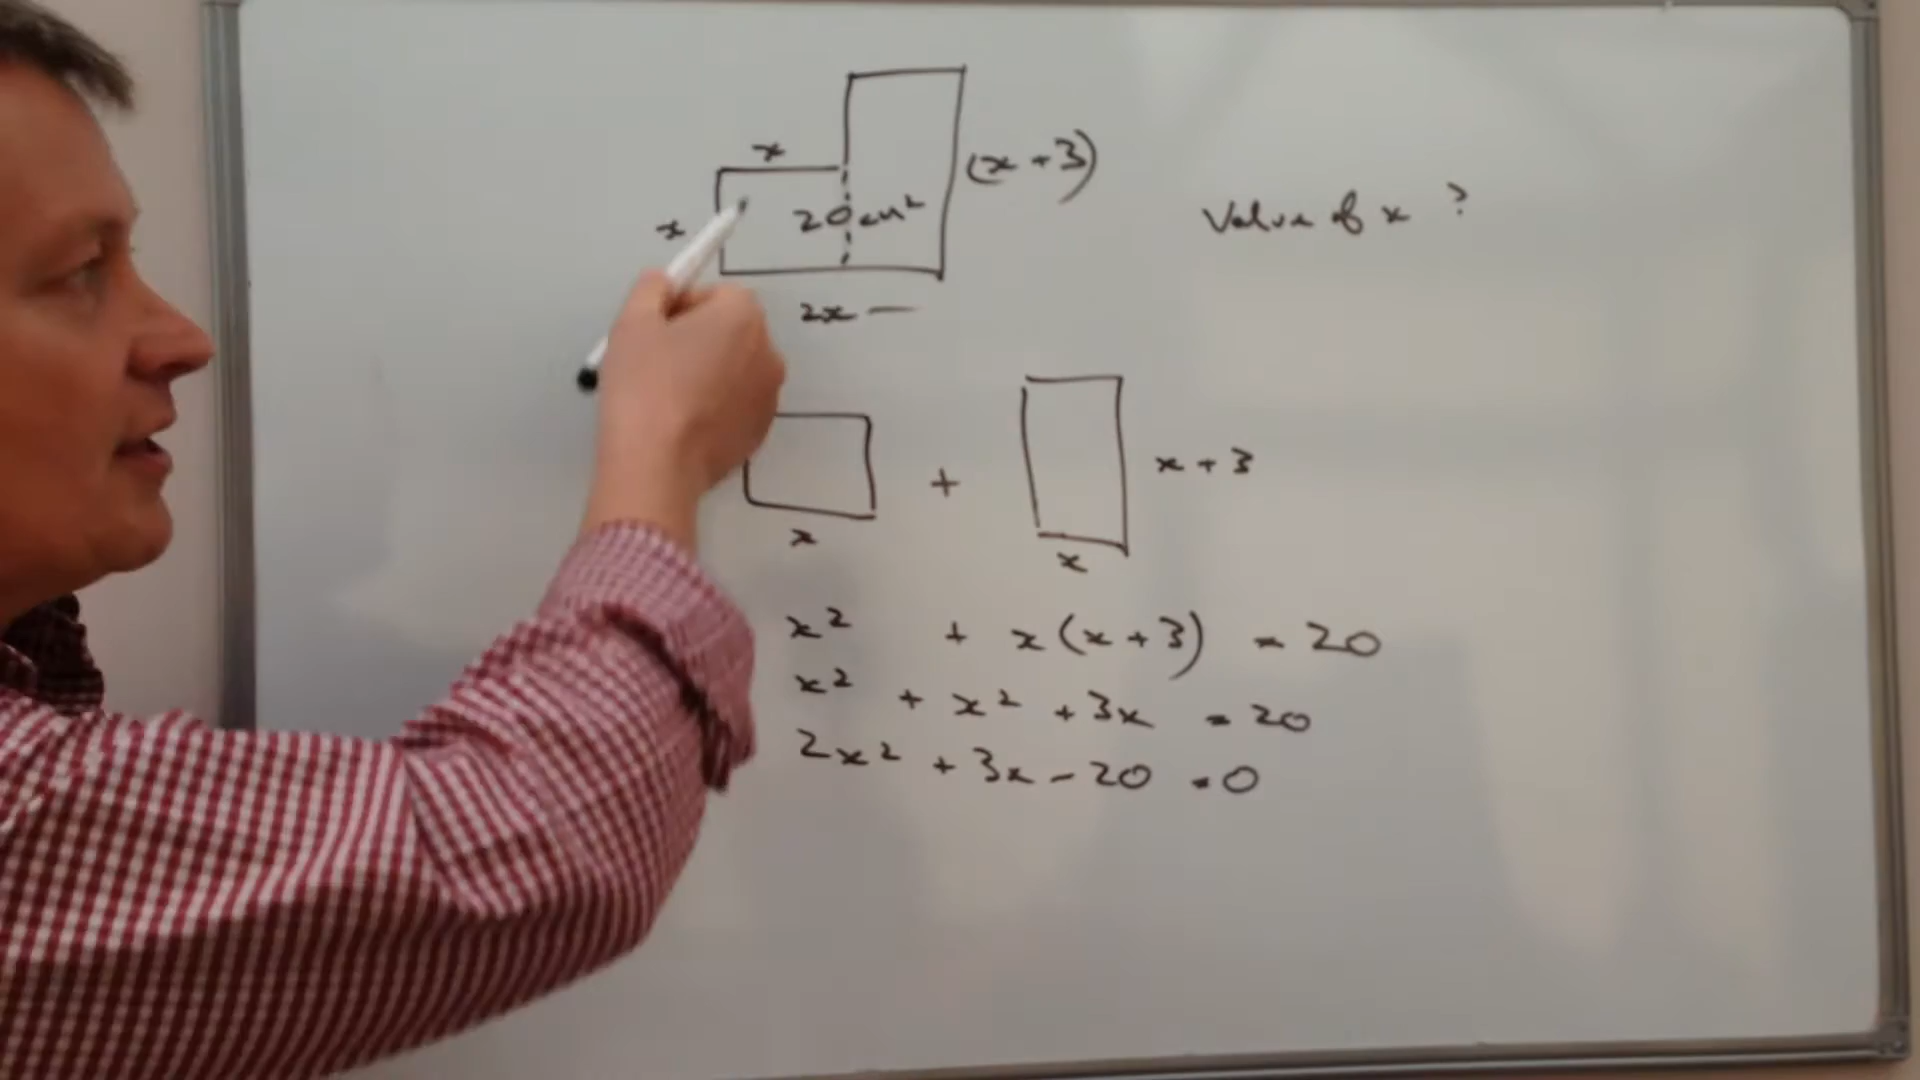 x
(x + 3)
x
20cm²
Value of x ?
2x —
+
x + 3
x
x
x² + x(x + 3) = 20
x² + x² + 3x = 20
2x² + 3x - 20 = 0